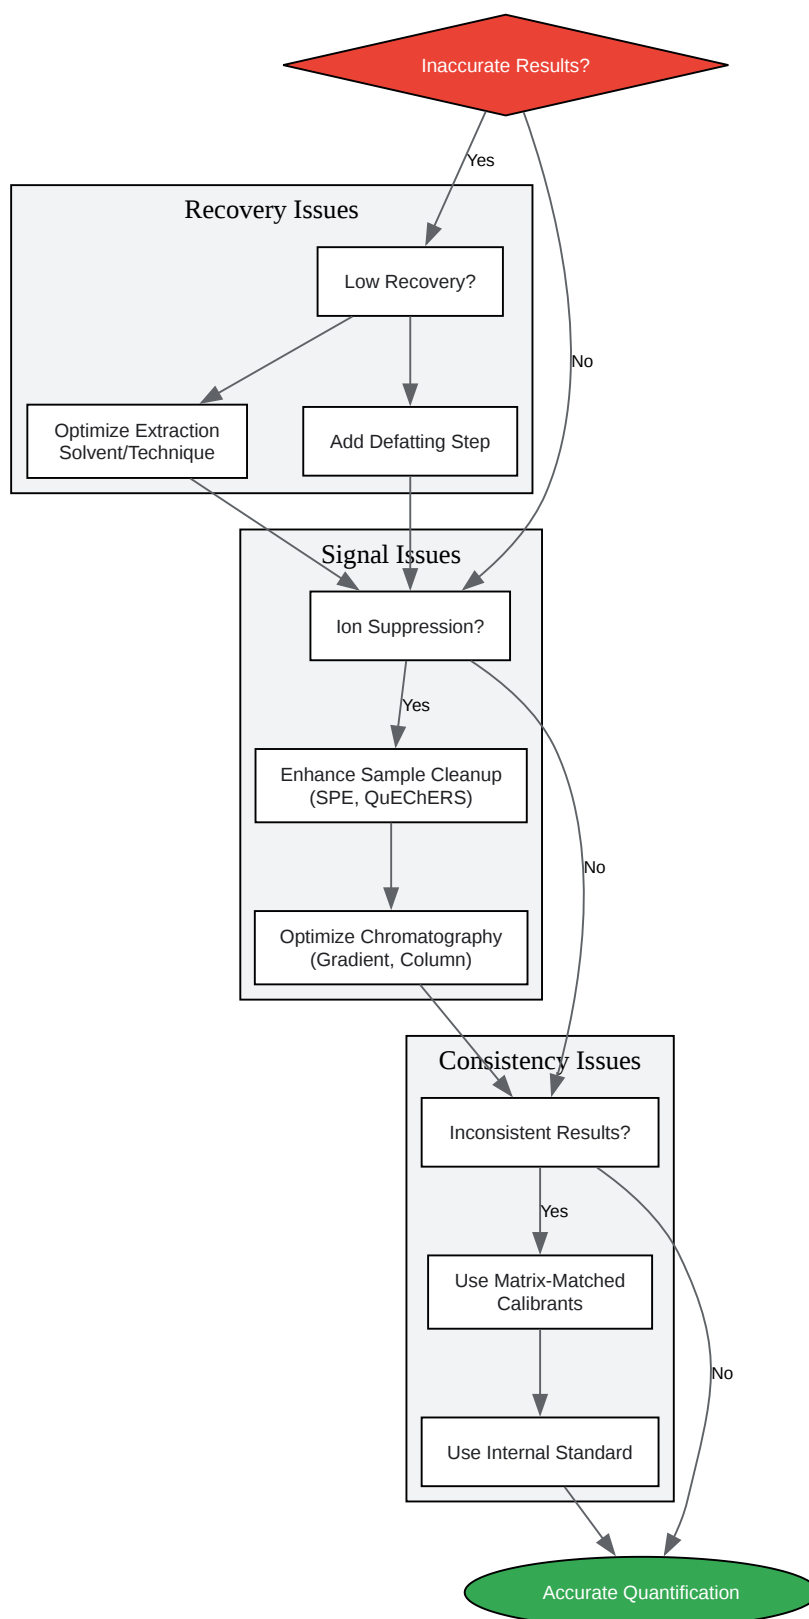 Inaccurate Results?
Yes
Recovery Issues
Low Recovery?
No
Optimize Extraction
Solvent/Technique
Add Defatting Step
Signal Issues
Ion Suppression?
Yes
Enhance Sample Cleanup
(SPE, QuEChERS)
No
Optimize Chromatography
(Gradient, Column)
Consistency Issues
Inconsistent Results?
Yes
Use Matrix-Matched
Calibrants
No
Use Internal Standard
Accurate Quantification